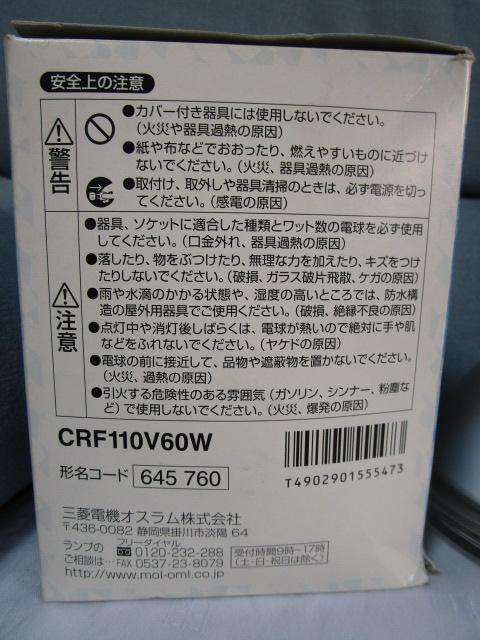 安全上の注意
警告
●カバー付き器具には使用しないでください。
(火災や器具過熱の原因)
●紙や布などでおおったり、燃えやすいものに近づけ
ないでください。(火災、器具過熱の原因)
●取付け、取外しや器具清掃のときは、必ず電源を切っ
てください。(感電の原因)
注意
●器具、ソケットに適合した種類とワット数の電球を必ず使用
してください。(口金外れ、器具過熱の原因)
●落したり、物をぶつけたり、無理な力を加えたり、キズをつけ
たりしないでください。(破損、ガラス破片飛散、ケガの原因)
●雨や水滴のかかる状態や、湿度の高いところでは、防水構
造の屋外用器具でご使用ください。(破損、絶縁不良の原因)
●点灯中や消灯後しばらくは、電球が熱いので絶対に手や肌
などをふれないでください。(ヤケドの原因)
●電球の前に接近して、品物や遮蔽物を置かないでください。
(火災、過熱の原因)
●引火する危険性のある雰囲気(ガソリン、シンナー、粉塵な
ど)で使用しないでください。(火災、爆発の原因)
CRF110V60W
形名コード 645 760
T4902901555473
三菱電機オスラム株式会社
〒436-0082 静岡県掛川市淡陽 64
ランプの フリーダイヤル 0120-232-288
ご相談は… FAX 0537-23-8079
受付時間9時~17時
(土・日・祝日は除く)
http://www.mol-oml.co.jp